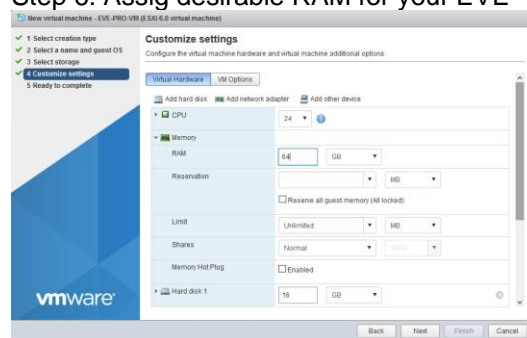 Step 6: Assig desirable RAM for your EVE
New virtual machine - EVE-PRO-VM (ESXi 6.0 virtual machine)
1 Select creation type
2 Select a name and guest OS
3 Select storage
4 Customize settings
5 Ready to complete
Customize settings
Configure the virtual machine hardware and virtual machine additional options
Virtual Hardware VM Options
Add hard disk Add network adapter Add other device
CPU 24
Memory
RAM 64 GB
Reservation MB
Reserve all guest memory (All locked)
Limit Unlimited MB
Shares Normal
Memory Hot Plug Enabled
Hard disk 1 16 GB
vmware
Back Next Finish Cancel